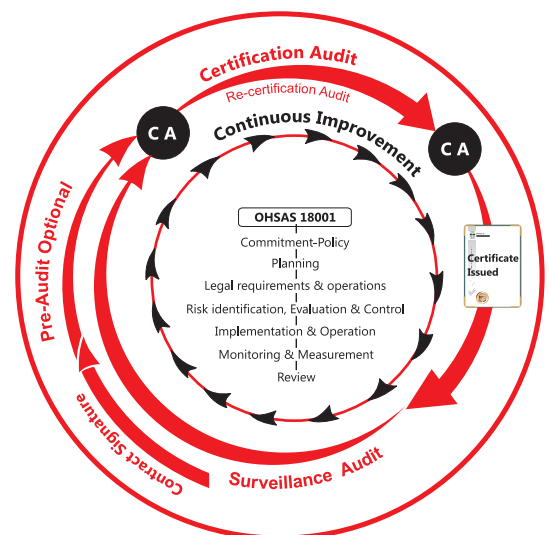 Certification Audit
Re-certification Audit
Continuous Improvement
C A
C A
Pre-Audit Optional
Contract Signature
Surveillance Audit
Certificate
Issued
OHSAS 18001
Commitment-Policy
Planning
Legal requirements & operations
Risk identification, Evaluation & Control
Implementation & Operation
Monitoring & Measurement
Review